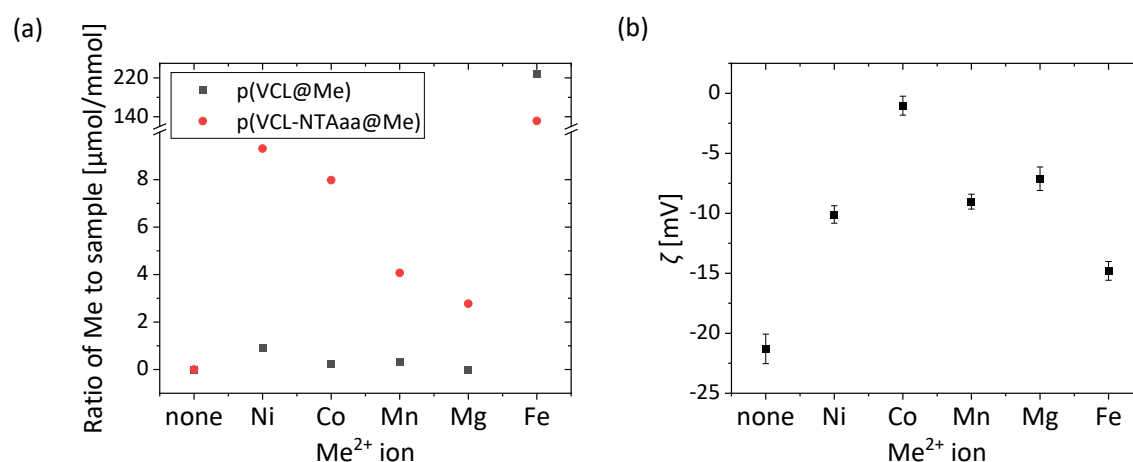 (a)
Ratio of Me to sample [µmol/mmol]
220
140
8
6
4
2
0
p(VCL@Me)
p(VCL-NTAaa@Me)
none Ni Co Mn Mg Fe
Me2+ ion
(b)
ζ [mV]
0
-5
-10
-15
-20
-25
none Ni Co Mn Mg Fe
Me2+ ion